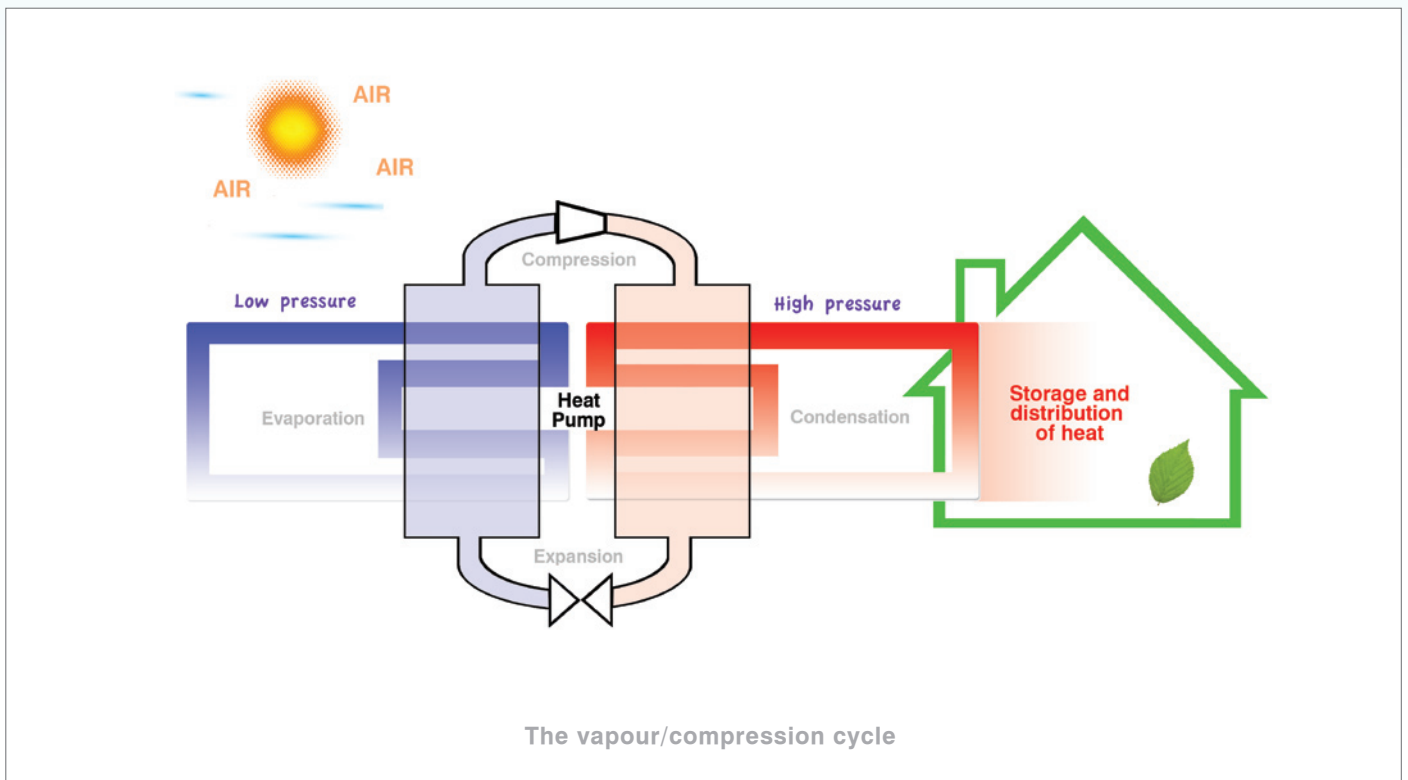 AIR
AIR
AIR
Compression
Low pressure
High pressure
Evaporation
Heat
Pump
Condensation
Storage and
distribution
of heat
Expansion
The vapour/compression cycle